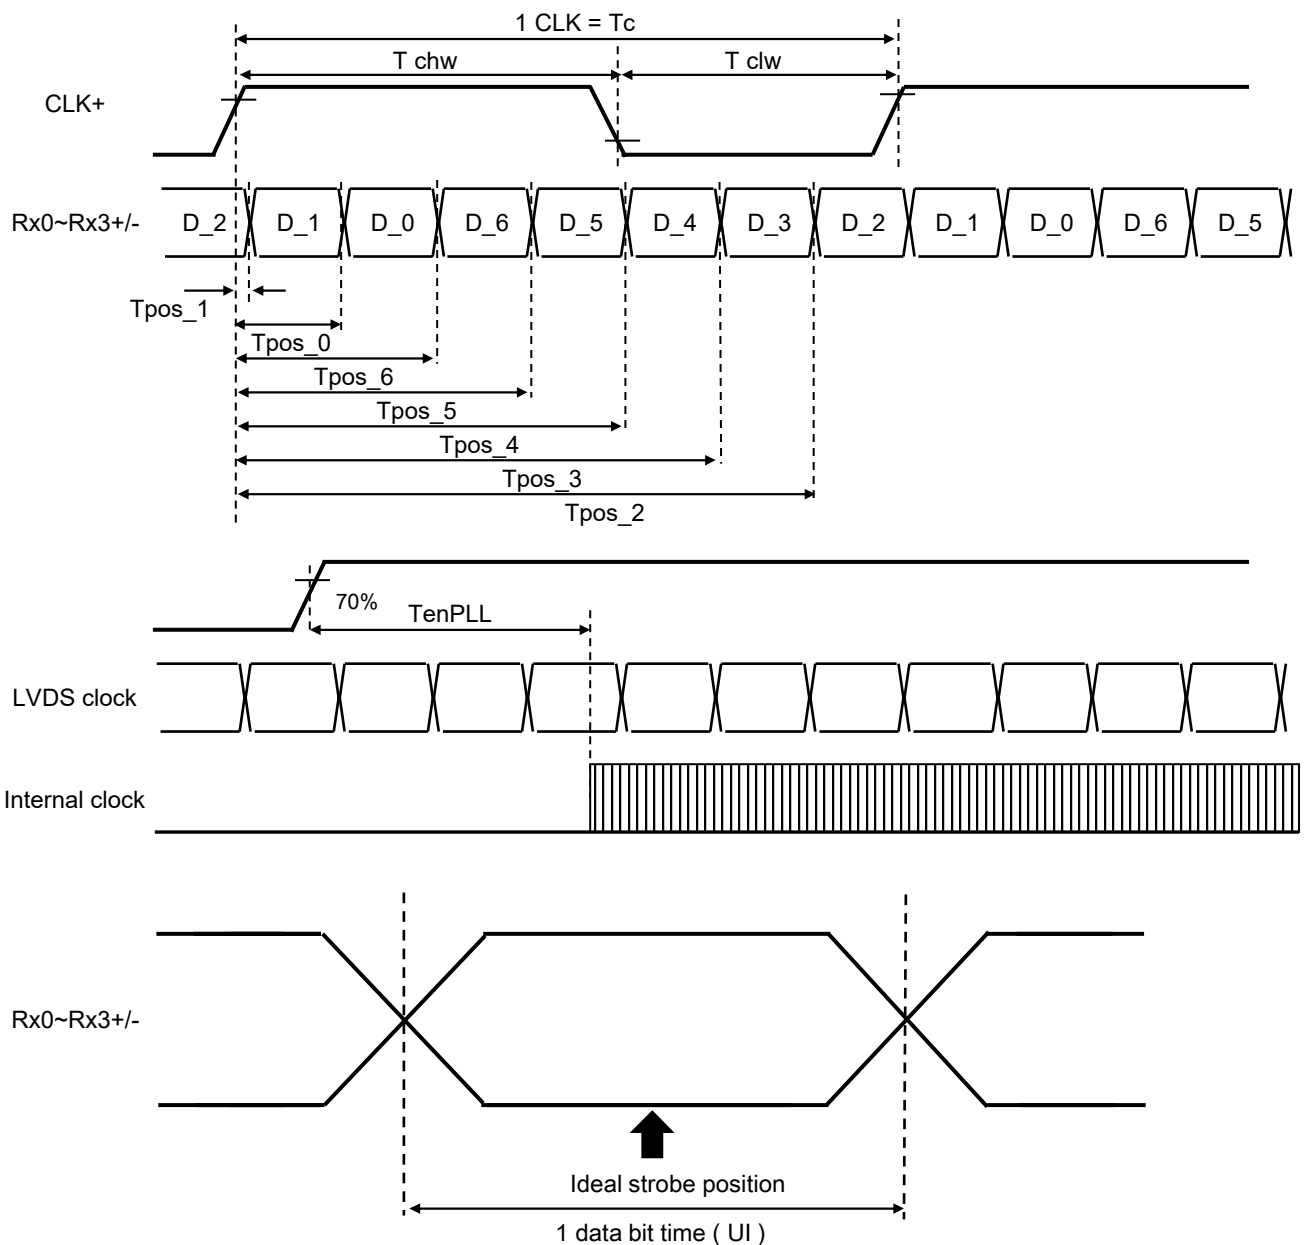 1 CLK = Tc
T chw
T clw
CLK+
Rx0~Rx3+/-
D_2
D_1
D_0
D_6
D_5
D_4
D_3
D_2
D_1
D_0
D_6
D_5
Tpos_1
Tpos_0
Tpos_6
Tpos_5
Tpos_4
Tpos_3
Tpos_2
70%
TenPLL
LVDS clock
Internal clock
Rx0~Rx3+/-
Ideal strobe position
1 data bit time ( UI )